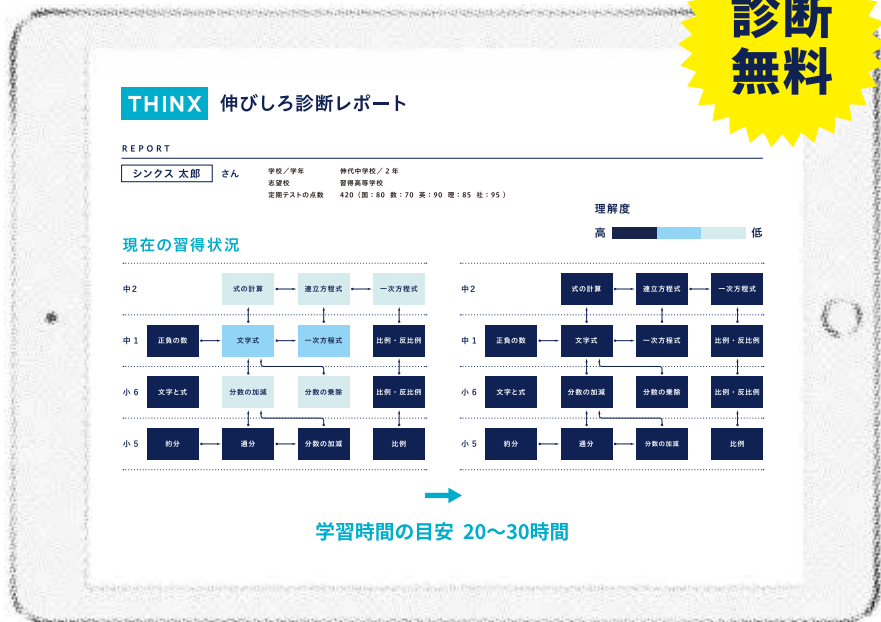 診断
無料
THINX 伸びしろ診断レポート
REPORT
シンクス 太郎 さん
学校／学年 伸代中学校／２年
志望校 習得高等学校
定期テストの点数 420（国：80 数：70 英：90 理：85 社：95）
理解度
高 低
現在の習得状況
中2 式の計算 連立方程式 一次方程式
中1 正負の数 文字式 一次方程式 比例・反比例
小6 文字と式 分数の加減 分数の乗除 比例・反比例
小5 約分 通分 分数の加減 比例
中2 式の計算 連立方程式 一次方程式
中1 正負の数 文字式 一次方程式 比例・反比例
小6 文字と式 分数の加減 分数の乗除 比例・反比例
小5 約分 通分 分数の加減 比例
学習時間の目安 20〜30時間